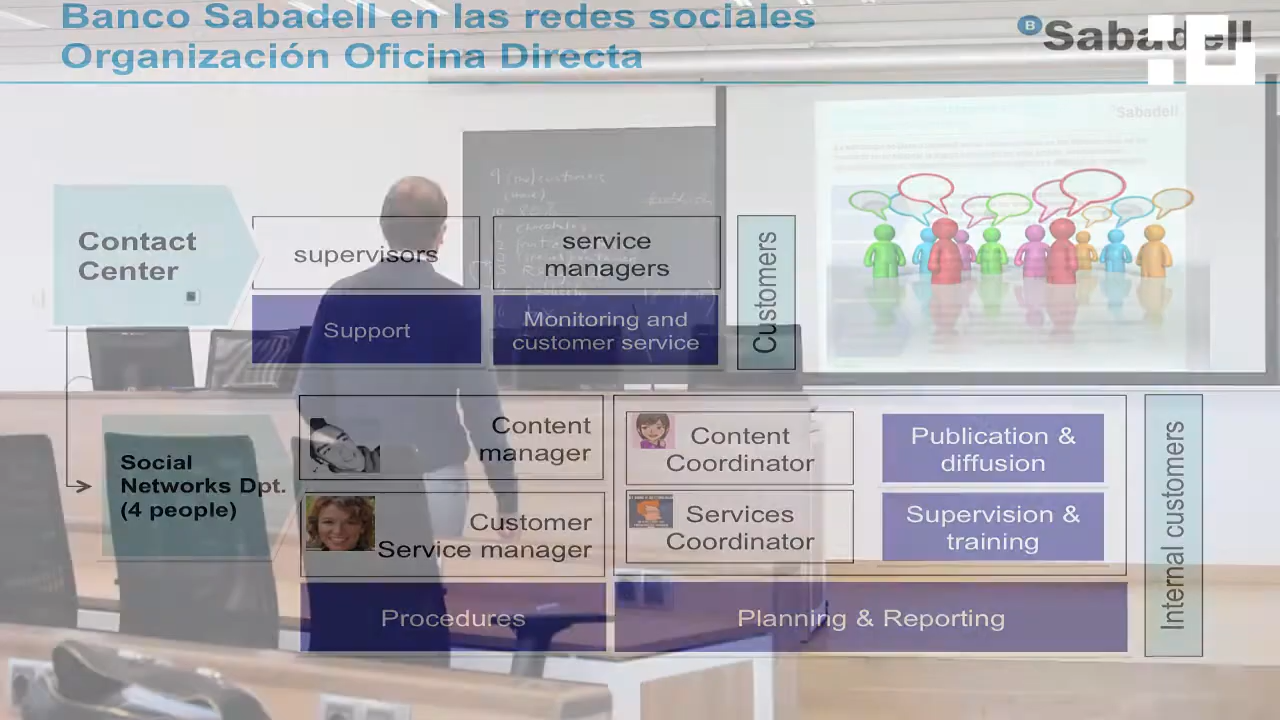 Banco Sabadell en las redes sociales
Organización Oficina Directa
B Sabadell
Sabadell
Contact
Center
supervisors
service
managers
Customers
Support
Monitoring and
customer service
Social
Networks Dpt.
(4 people)
Content
manager
Content
Coordinator
Publication &
diffusion
Customer
Service manager
Services
Coordinator
Supervision &
training
Internal customers
Procedures
Planning & Reporting